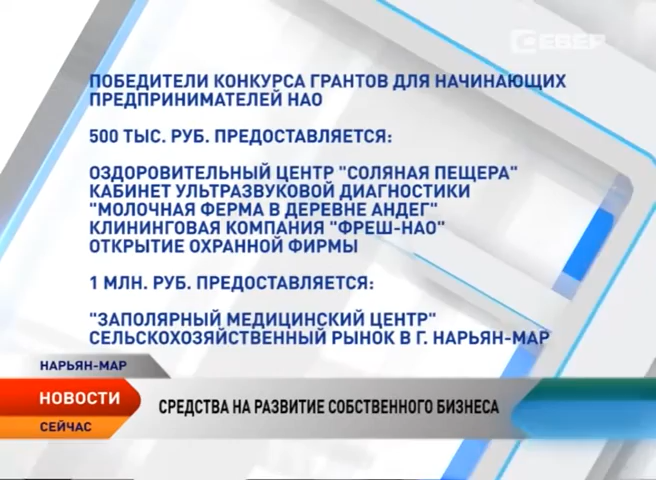 СЕВЕР
ПОБЕДИТЕЛИ КОНКУРСА ГРАНТОВ ДЛЯ НАЧИНАЮЩИХ
ПРЕДПРИНИМАТЕЛЕЙ НАО
500 ТЫС. РУБ. ПРЕДОСТАВЛЯЕТСЯ:
ОЗДОРОВИТЕЛЬНЫЙ ЦЕНТР "СОЛЯНАЯ ПЕЩЕРА"
КАБИНЕТ УЛЬТРАЗВУКОВОЙ ДИАГНОСТИКИ
"МОЛОЧНАЯ ФЕРМА В ДЕРЕВНЕ АНДЕГ"
КЛИНИНГОВАЯ КОМПАНИЯ "ФРЕШ-НАО"
ОТКРЫТИЕ ОХРАННОЙ ФИРМЫ
1 МЛН. РУБ. ПРЕДОСТАВЛЯЕТСЯ:
"ЗАПОЛЯРНЫЙ МЕДИЦИНСКИЙ ЦЕНТР"
СЕЛЬСКОХОЗЯЙСТВЕННЫЙ РЫНОК В Г. НАРЬЯН-МАР
НАРЬЯН-МАР
НОВОСТИ
СЕЙЧАС
СРЕДСТВА НА РАЗВИТИЕ СОБСТВЕННОГО БИЗНЕСА